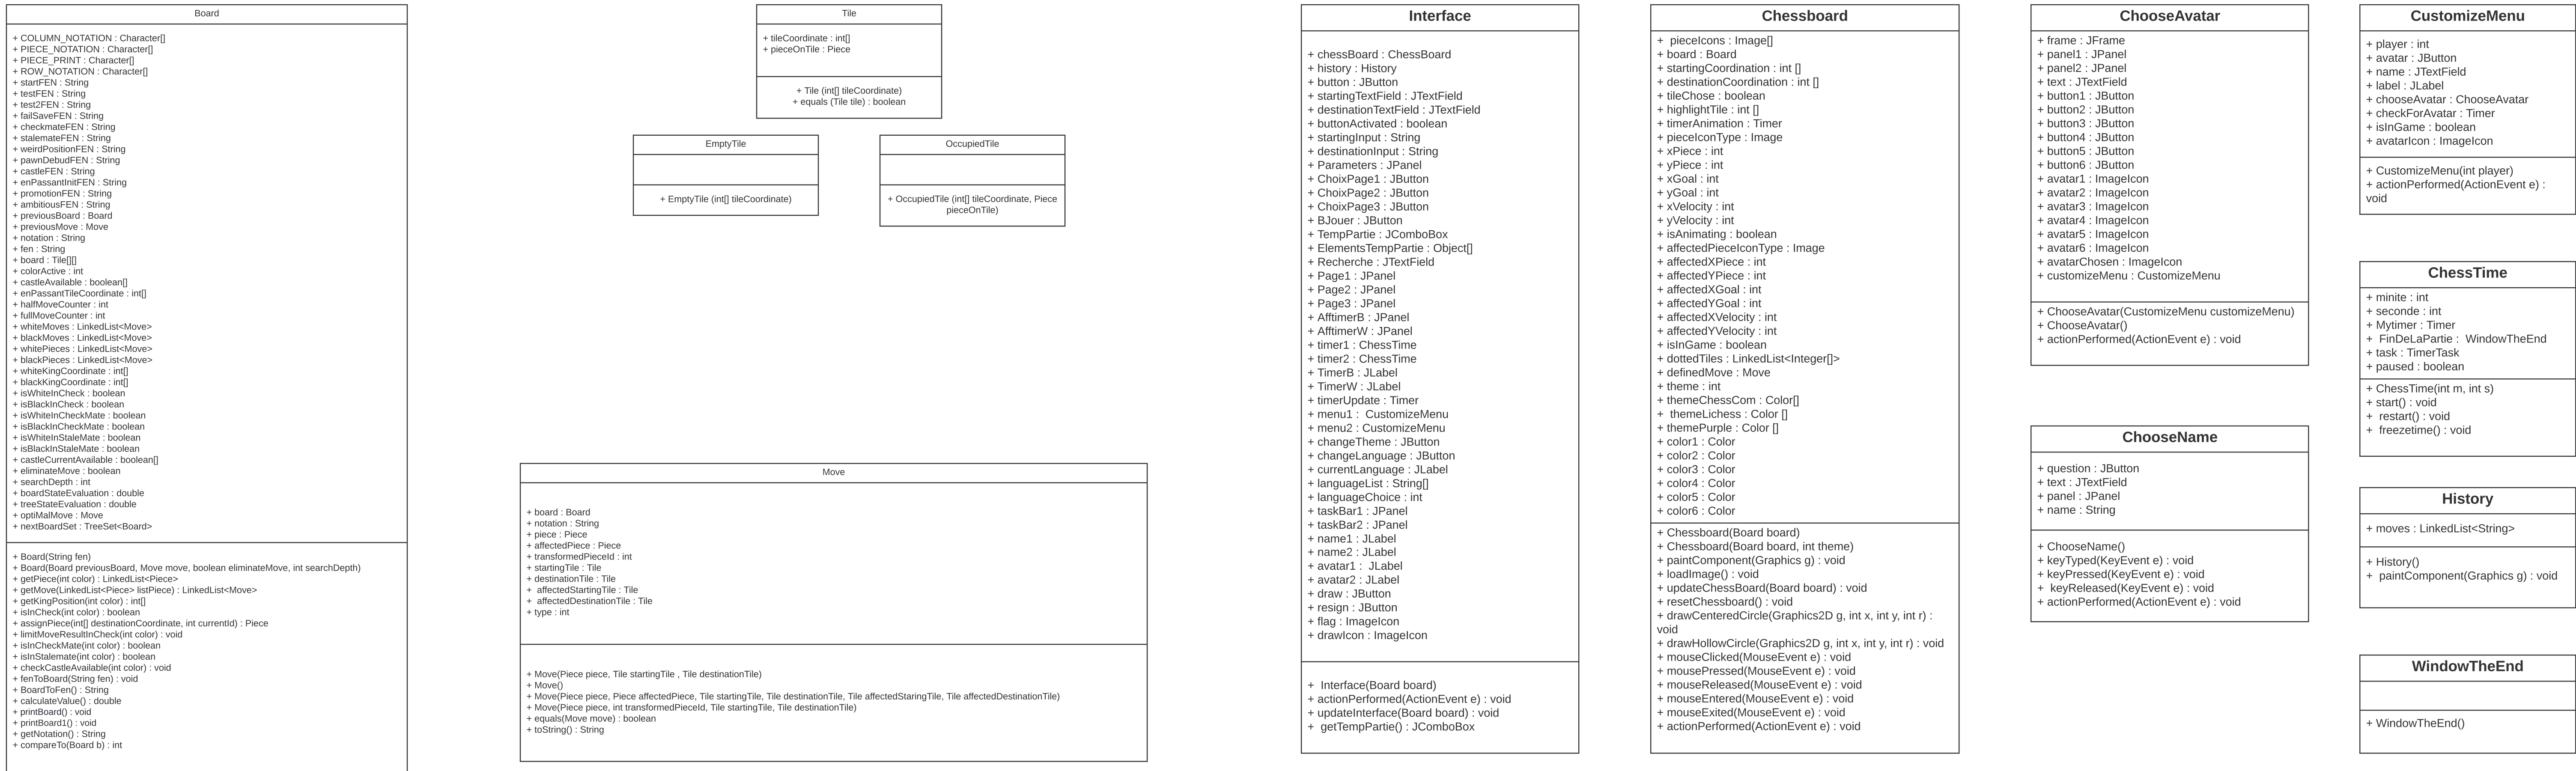 Board
+ COLUMN_NOTATION : Character[]
+ PIECE_NOTATION : Character[]
+ PIECE_PRINT : Character[]
+ ROW_NOTATION : Character[]
+ startFEN : String
+ testFEN : String
+ test2FEN : String
+ failSaveFEN : String
+ checkmateFEN : String
+ stalemateFEN : String
+ weirdPositionFEN : String
+ pawnDebudFEN : String
+ castleFEN : String
+ enPassantInitFEN : String
+ promotionFEN : String
+ ambitiousFEN : String
+ previousBoard : Board
+ previousMove : Move
+ notation : String
+ fen : String
+ board : Tile[][]
+ colorActive : int
+ castleAvailable : boolean[]
+ enPassantTileCoordinate : int[]
+ halfMoveCounter : int
+ fullMoveCounter : int
+ whiteMoves : LinkedList<Move>
+ blackMoves : LinkedList<Move>
+ whitePieces : LinkedList<Move>
+ blackPieces : LinkedList<Move>
+ whiteKingCoordinate : int[]
+ blackKingCoordinate : int[]
+ isWhiteInCheck : boolean
+ isBlackInCheck : boolean
+ isWhiteInCheckMate : boolean
+ isBlackInCheckMate : boolean
+ isWhiteInStaleMate : boolean
+ isBlackInStaleMate : boolean
+ castleCurrentAvailable : boolean[]
+ eliminateMove : boolean
+ searchDepth : int
+ boardStateEvaluation : double
+ treeStateEvaluation : double
+ optiMalMove : Move
+ nextBoardSet : TreeSet<Board>
+ Board(String fen)
+ Board(Board previousBoard, Move move, boolean eliminateMove, int searchDepth)
+ getPiece(int color) : LinkedList<Piece>
+ getMove(LinkedList<Piece> listPiece) : LinkedList<Move>
+ getKingPosition(int color) : int[]
+ isInCheck(int color) : boolean
+ assignPiece(int[] destinationCoordinate, int currentId) : Piece
+ limitMoveResultInCheck(int color) : void
+ isInCheckMate(int color) : boolean
+ isInStalemate(int color) : boolean
+ checkCastleAvailable(int color) : void
+ fenToBoard(String fen) : void
+ BoardToFen() : String
+ calculateValue() : double
+ printBoard() : void
+ printBoard1() : void
+ getNotation() : String
+ compareTo(Board b) : int
Tile
+ tileCoordinate : int[]
+ pieceOnTile : Piece
+ Tile (int[] tileCoordinate)
+ equals (Tile tile) : boolean
EmptyTile
+ EmptyTile (int[] tileCoordinate)
OccupiedTile
+ OccupiedTile (int[] tileCoordinate, Piece
pieceOnTile)
Move
+ board : Board
+ notation : String
+ piece : Piece
+ affectedPiece : Piece
+ transformedPieceId : int
+ startingTile : Tile
+ destinationTile : Tile
+  affectedStartingTile : Tile
+  affectedDestinationTile : Tile
+ type : int
+ Move(Piece piece, Tile startingTile , Tile destinationTile)
+ Move()
+ Move(Piece piece, Piece affectedPiece, Tile startingTile, Tile destinationTile, Tile affectedStaringTile, Tile affectedDestinationTile)
+ Move(Piece piece, int transformedPieceId, Tile startingTile, Tile destinationTile)
+ equals(Move move) : boolean
+ toString() : String
Interface
+ chessBoard : ChessBoard
+ history : History
+ button : JButton
+ startingTextField : JTextField
+ destinationTextField : JTextField
+ buttonActivated : boolean
+ startingInput : String
+ destinationInput : String
+ Parameters : JPanel
+ ChoixPage1 : JButton
+ ChoixPage2 : JButton
+ ChoixPage3 : JButton
+ BJouer : JButton
+ TempPartie : JComboBox
+ ElementsTempPartie : Object[]
+ Recherche : JTextField
+ Page1 : JPanel
+ Page2 : JPanel
+ Page3 : JPanel
+ AfftimerB : JPanel
+ AfftimerW : JPanel
+ timer1 : ChessTime
+ timer2 : ChessTime
+ TimerB : JLabel
+ TimerW : JLabel
+ timerUpdate : Timer
+ menu1 :  CustomizeMenu
+ menu2 : CustomizeMenu
+ changeTheme : JButton
+ changeLanguage : JButton
+ currentLanguage : JLabel
+ languageList : String[]
+ languageChoice : int
+ taskBar1 : JPanel
+ taskBar2 : JPanel
+ name1 : JLabel
+ name2 : JLabel
+ avatar1 :  JLabel
+ avatar2 : JLabel
+ draw : JButton
+ resign : JButton
+ flag : ImageIcon
+ drawIcon : ImageIcon
+  Interface(Board board)
+ actionPerformed(ActionEvent e) : void
+ updateInterface(Board board) : void
+  getTempPartie() : JComboBox
Chessboard
+  pieceIcons : Image[]
+ board : Board
+ startingCoordination : int []
+ destinationCoordination : int []
+ tileChose : boolean
+ highlightTile : int []
+ timerAnimation : Timer
+ pieceIconType : Image
+ xPiece : int
+ yPiece : int
+ xGoal : int
+ yGoal : int
+ xVelocity : int
+ yVelocity : int
+ isAnimating : boolean
+ affectedPieceIconType : Image
+ affectedXPiece : int
+ affectedYPiece : int
+ affectedXGoal : int
+ affectedYGoal : int
+ affectedXVelocity : int
+ affectedYVelocity : int
+ isInGame : boolean
+ dottedTiles : LinkedList<Integer[]>
+ definedMove : Move
+ theme : int
+ themeChessCom : Color[]
+  themeLichess : Color []
+ themePurple : Color []
+ color1 : Color
+ color2 : Color
+ color3 : Color
+ color4 : Color
+ color5 : Color
+ color6 : Color
+ Chessboard(Board board)
+ Chessboard(Board board, int theme)
+ paintComponent(Graphics g) : void
+ loadImage() : void
+ updateChessBoard(Board board) : void
+ resetChessboard() : void
+ drawCenteredCircle(Graphics2D g, int x, int y, int r) :
void
+ drawHollowCircle(Graphics2D g, int x, int y, int r) : void
+ mouseClicked(MouseEvent e) : void
+ mousePressed(MouseEvent e) : void
+ mouseReleased(MouseEvent e) : void
+ mouseEntered(MouseEvent e) : void
+ mouseExited(MouseEvent e) : void
+ actionPerformed(ActionEvent e) : void
ChooseAvatar
+ frame : JFrame
+ panel1 : JPanel
+ panel2 : JPanel
+ text : JTextField
+ button1 : JButton
+ button2 : JButton
+ button3 : JButton
+ button4 : JButton
+ button5 : JButton
+ button6 : JButton
+ avatar1 : ImageIcon
+ avatar2 : ImageIcon
+ avatar3 : ImageIcon
+ avatar4 : ImageIcon
+ avatar5 : ImageIcon
+ avatar6 : ImageIcon
+ avatarChosen : ImageIcon
+ customizeMenu : CustomizeMenu
+ ChooseAvatar(CustomizeMenu customizeMenu)
+ ChooseAvatar()
+ actionPerformed(ActionEvent e) : void
ChooseName
+ question : JButton
+ text : JTextField
+ panel : JPanel
+ name : String
+ ChooseName()
+ keyTyped(KeyEvent e) : void
+ keyPressed(KeyEvent e) : void
+  keyReleased(KeyEvent e) : void
+ actionPerformed(ActionEvent e) : void
CustomizeMenu
+ player : int
+ avatar : JButton
+ name : JTextField
+ label : JLabel
+ chooseAvatar : ChooseAvatar
+ checkForAvatar : Timer
+ isInGame : boolean
+ avatarIcon : ImageIcon
+ CustomizeMenu(int player)
+ actionPerformed(ActionEvent e) :
void
ChessTime
+ minite : int
+ seconde : int
+ Mytimer : Timer
+  FinDeLaPartie :  WindowTheEnd
+ task : TimerTask
+ paused : boolean
+ ChessTime(int m, int s)
+ start() : void
+  restart() : void
+  freezetime() : void
History
+ moves : LinkedList<String>
+ History()
+  paintComponent(Graphics g) : void
WindowTheEnd
+ WindowTheEnd()